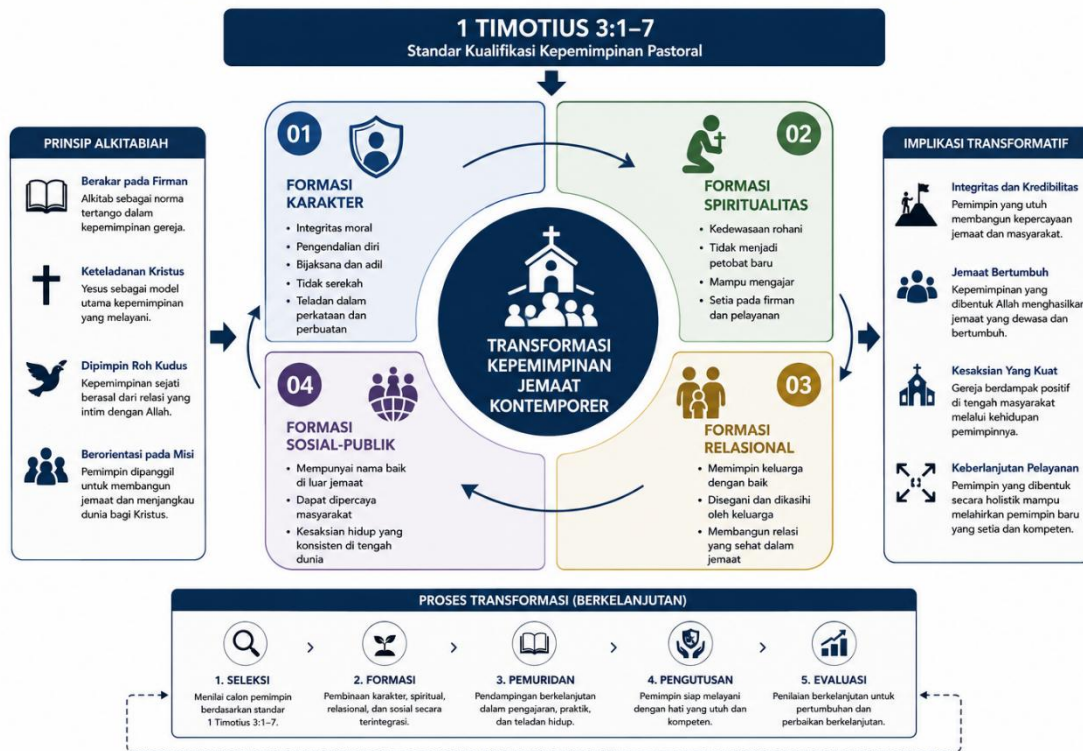 1 TIMOTIUS 3:1–7
Standar Kualifikasi Kepemimpinan Pastoral
PRINSIP ALKITABIAH
Berakar pada Firman
Alkitab sebagai norma
tertango dalam
kepemimpinan gereja.
Keteladanan Kristus
Yesus sebagai model
utama kepemimpinan
yang melayani.
Dipimpin Roh Kudus
Kepemimpinan sejati
berasal dari relasi yang
intim dengan Allah.
Berorientasi pada Misi
Pemimpin dipanggil
untuk membangun
jemaat dan menjangkau
dunia bagi Kristus.
01
FORMASI
KARAKTER
• Integritas moral
• Pengendalian diri
• Bijaksana dan adil
• Tidak serekah
• Teladan dalam
perkataan dan
perbuatan
02
FORMASI
SPIRITUALITAS
• Kedewasaan rohani
• Tidak menjadi
petobat baru
• Mampu mengajar
• Setia pada firman
dan pelayanan
TRANSFORMASI
KEPEMIMPINAN
JEMAAT
KONTEMPORER
03
FORMASI
RELASIONAL
• Memimpin keluarga
dengan baik
• Disegani dan dikasihi
oleh keluarga
• Membangun relasi
yang sehat dalam
jemaat
04
FORMASI
SOSIAL-PUBLIK
• Mempunyai nama baik
di luar jemaat
• Dapat dipercaya
masyarakat
• Kesaksian hidup yang
konsisten di tengah
dunia
IMPLIKASI TRANSFORMATIF
Integritas dan Kredibilitas
Pemimpin yang utuh
membangun kepercayaan
jemaat dan masyarakat.
Jemaat Bertumbuh
Kepemimpinan yang
dibentuk Allah menghasilkan
jemaat yang dewasa dan
bertumbuh.
Kesaksian Yang Kuat
Gereja berdampak positif
di tengah masyarakat
melalui kehidupan
pemimpinnya.
Keberlanjutan Pelayanan
Pemimpin yang dibentuk
secara holistik mampu
melahirkan pemimpin baru
yang setia dan kompeten.
PROSES TRANSFORMASI (BERKELANJUTAN)
1. SELEKSI
Menilai calon pemimpin
berdasarkan standar
1 Timotius 3:1–7.
2. FORMASI
Pembinaan karakter, spiritual,
relasional, dan sosial secara
terintegrasi.
3. PEMURIDAN
Pendampingan berkelanjutan
dalam pengajaran, praktik,
dan teladan hidup.
4. PENGUTUSAN
Pemimpin siap melayani
dengan hati yang utuh dan
kompeten.
5. EVALUASI
Penilaian berkelanjutan untuk
pertumbuhan dan
perbaikan berkelanjutan.